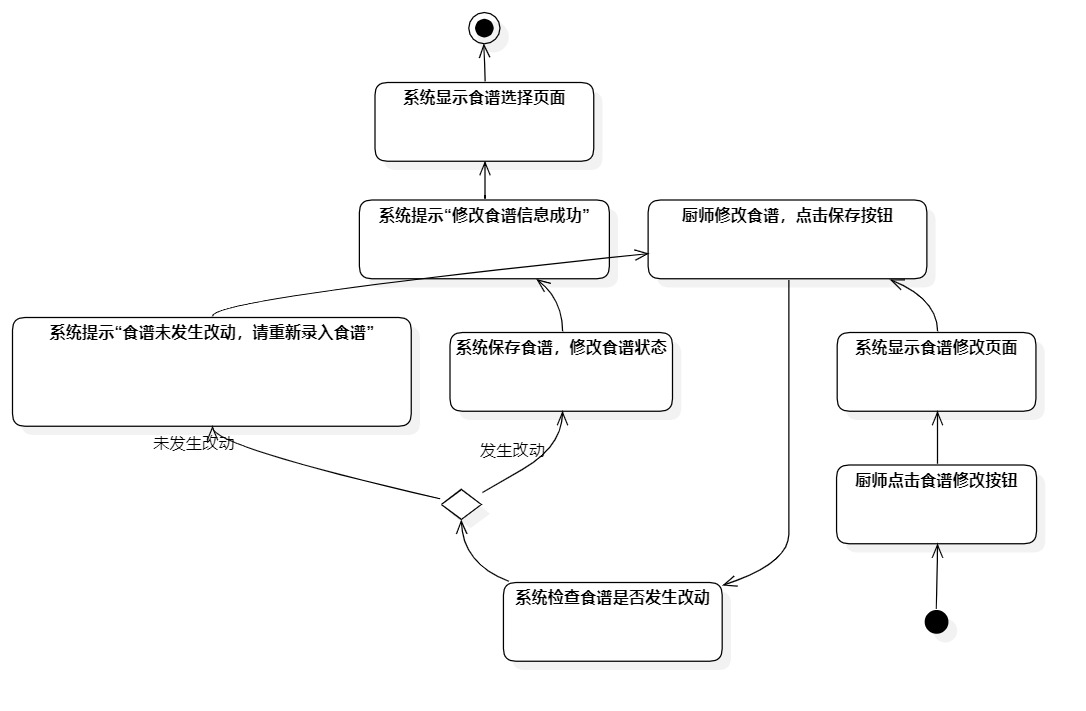 系统显示食谱选择页面
系统提示“修改食谱信息成功”
厨师修改食谱，点击保存按钮
系统提示“食谱未发生改动，请重新录入食谱”
系统保存食谱，修改食谱状态
系统显示食谱修改页面
未发生改动
发生改动
厨师点击食谱修改按钮
系统检查食谱是否发生改动